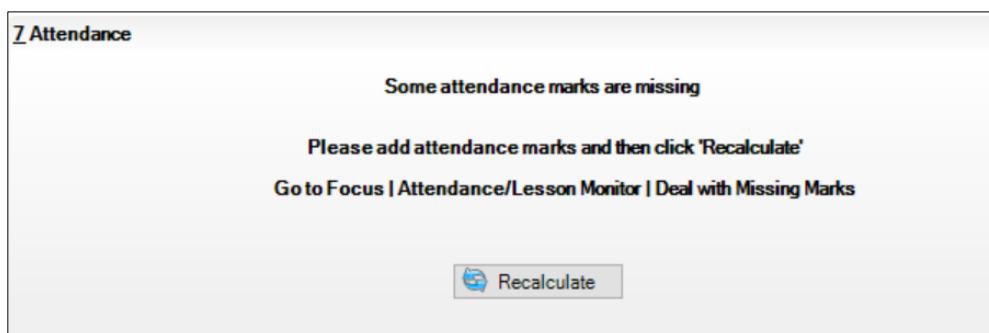 7 Attendance
Some attendance marks are missing
Please add attendance marks and then click 'Recalculate'
Go to Focus | Attendance/Lesson Monitor | Deal with Missing Marks
Recalculate